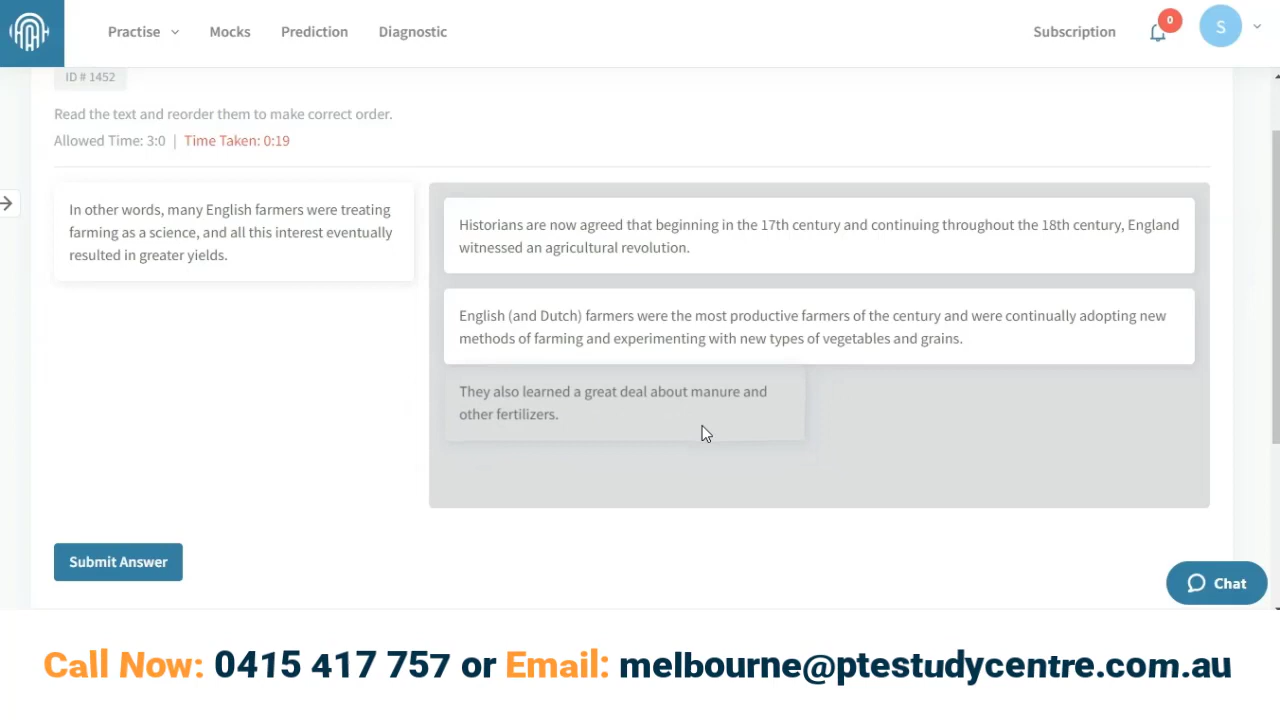 Practise
Mocks
Prediction
Diagnostic
Subscription
0
S
ID # 1452
Read the text and reorder them to make correct order.
Allowed Time: 3:0 | Time Taken: 0:19
In other words, many English farmers were treating
farming as a science, and all this interest eventually
resulted in greater yields.
Historians are now agreed that beginning in the 17th century and continuing throughout the 18th century, England
witnessed an agricultural revolution.
English (and Dutch) farmers were the most productive farmers of the century and were continually adopting new
methods of farming and experimenting with new types of vegetables and grains.
They also learned a great deal about manure and
other fertilizers.
Submit Answer
Chat
Call Now: 0415 417 757 or Email: melbourne@ptestudycentre.com.au